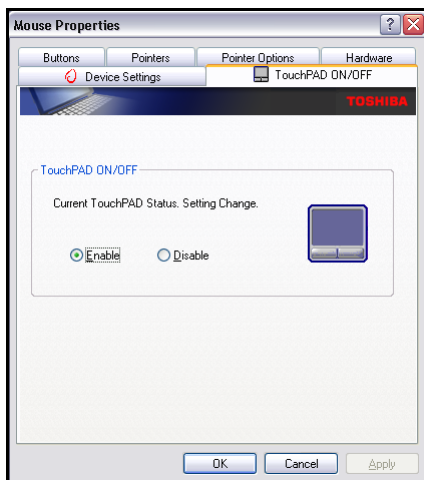 Mouse Properties
Buttons Pointers Pointer Options Hardware
Device Settings TouchPAD ON/OFF
TOSHIBA
TouchPAD ON/OFF
Current TouchPAD Status. Setting Change.
Enable Disable
OK Cancel Apply